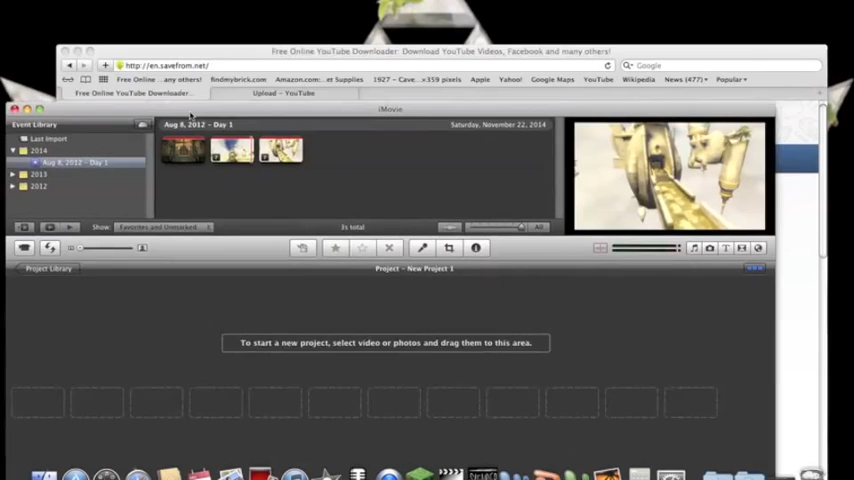 Free Online YouTube Downloader: Download YouTube Videos, Facebook and many others!
http://en.savefrom.net/
Google
Free Online ...any others! findmybrick.com Amazon.com...et Supplies 1927 – Cave...×359 pixels Apple Yahoo! Google Maps YouTube Wikipedia News (477) Popular
Free Online YouTube Downloader... Upload – YouTube
iMovie
Event Library Aug 8, 2012 – Day 1 Saturday, November 22, 2014
Last Import
2014
Aug 8, 2012 – Day 1
2013
2012
Show: Favorites and Unmarked 3s total All
Project Library Project – New Project 1
To start a new project, select video or photos and drag them to this area.